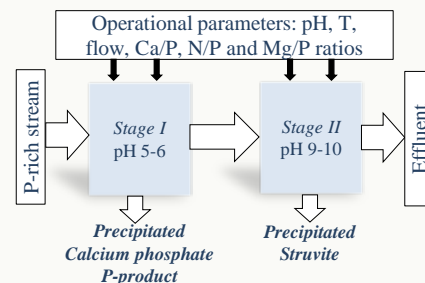 Operational parameters: pH, T,
flow, Ca/P, N/P and Mg/P ratios
P-rich stream
Stage I
pH 5-6
Stage II
pH 9-10
Effluent
Precipitated
Calcium phosphate
P-product
Precipitated
Struvite